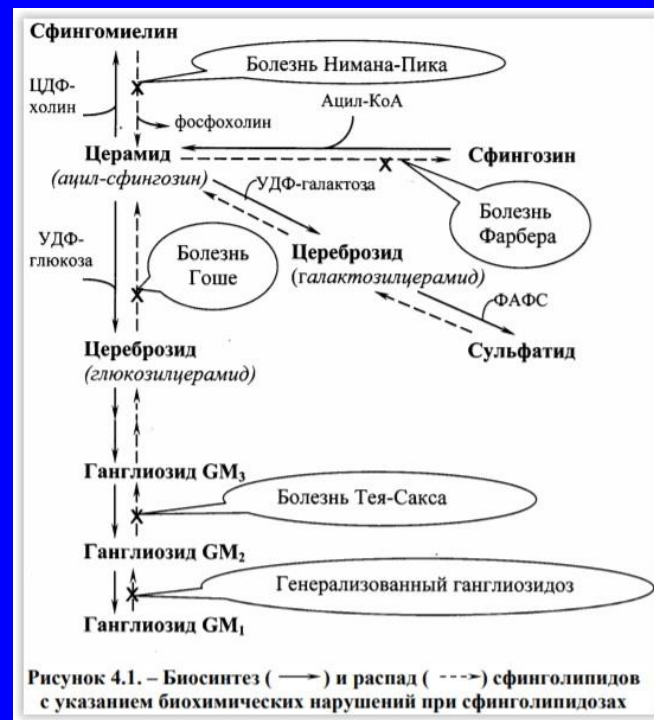 Сфингомиелин
Болезнь Нимана-Пика
ЦДФ-
холин
фосфохолин
Ацил-КоА
Церамид
(ацил-сфингозин)
Сфингозин
УДФ-галактоза
Болезнь
Фарбера
УДФ-
глюкоза
Болезнь
Гоше
Цереброзид
(галактозилцерамид)
ФАФС
Сульфатид
Цереброзид
(глюкозилцерамид)
Ганглиозид GM3
Болезнь Тея-Сакса
Ганглиозид GM2
Генерализованный ганглиозидоз
Ганглиозид GM1
Рисунок 4.1. – Биосинтез ( ) и распад ( ) сфинголипидов
с указанием биохимических нарушений при сфинголипидозах